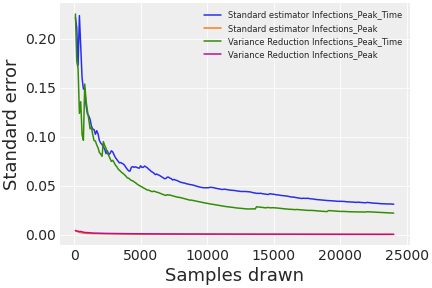 Standard error
0.20
0.15
0.10
0.05
0.00
Standard estimator Infections_Peak_Time
Standard estimator Infections_Peak
Variance Reduction Infections_Peak_Time
Variance Reduction Infections_Peak
0 5000 10000 15000 20000 25000
Samples drawn